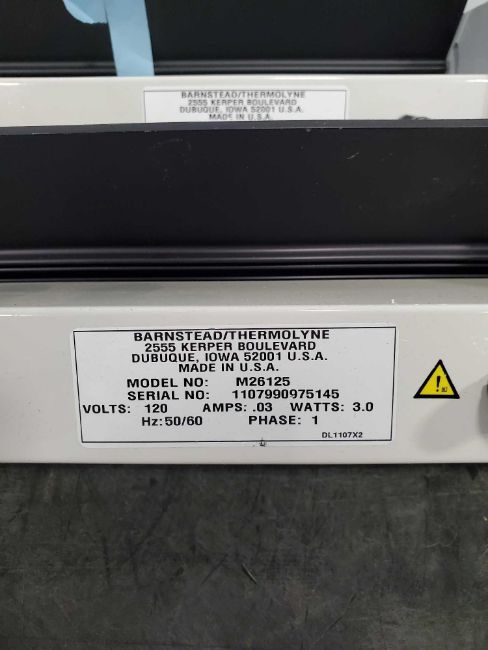 BARNSTEAD/THERMOLYNE
2555 KERPER BOULEVARD
DUBUQUE, IOWA 52001 U.S.A.
MADE IN U.S.A.
BARNSTEAD/THERMOLYNE
2555 KERPER BOULEVARD
DUBUQUE, IOWA 52001 U.S.A.
MADE IN U.S.A.
MODEL NO: M26125
SERIAL NO: 1107990975145
VOLTS: 120 AMPS: .03 WATTS: 3.0
Hz: 50/60 PHASE: 1
DL1107X2